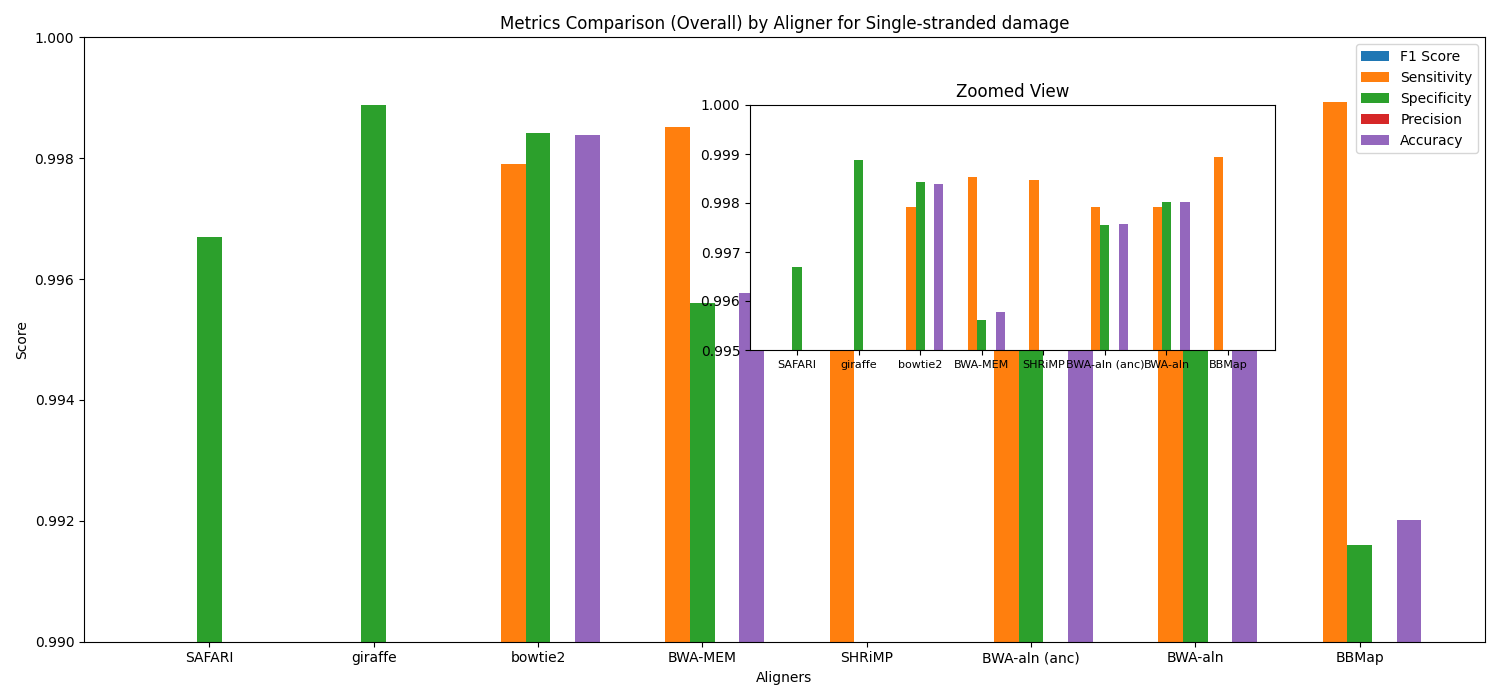 Metrics Comparison (Overall) by Aligner for Single-stranded damage
1.000
0.998
0.996
0.994
0.992
0.990
Score
SAFARI giraffe bowtie2 BWA-MEM SHRiMP BWA-aln (anc) BWA-aln BBMap
Aligners
F1 Score
Sensitivity
Specificity
Precision
Accuracy
Zoomed View
1.000
0.999
0.998
0.997
0.996
0.995
SAFARI giraffe bowtie2 BWA-MEM SHRiMP BWA-aln (anc) BWA-aln BBMap